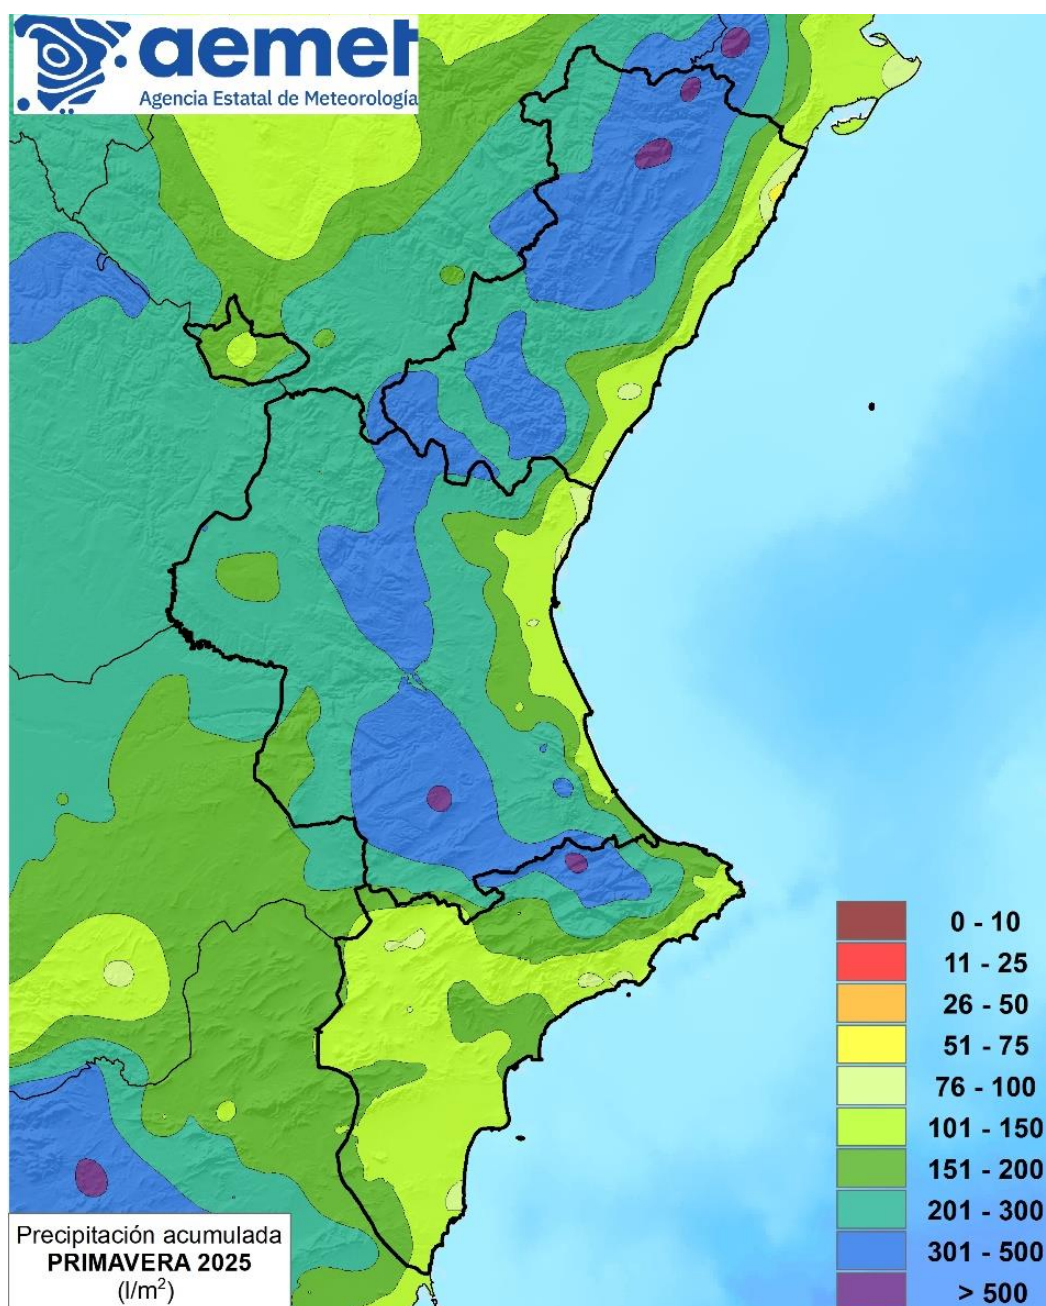 aemet
Agencia Estatal de Meteorología
0 - 10
11 - 25
26 - 50
51 - 75
76 - 100
101 - 150
151 - 200
201 - 300
301 - 500
> 500
Precipitación acumulada
PRIMAVERA 2025
(l/m²)